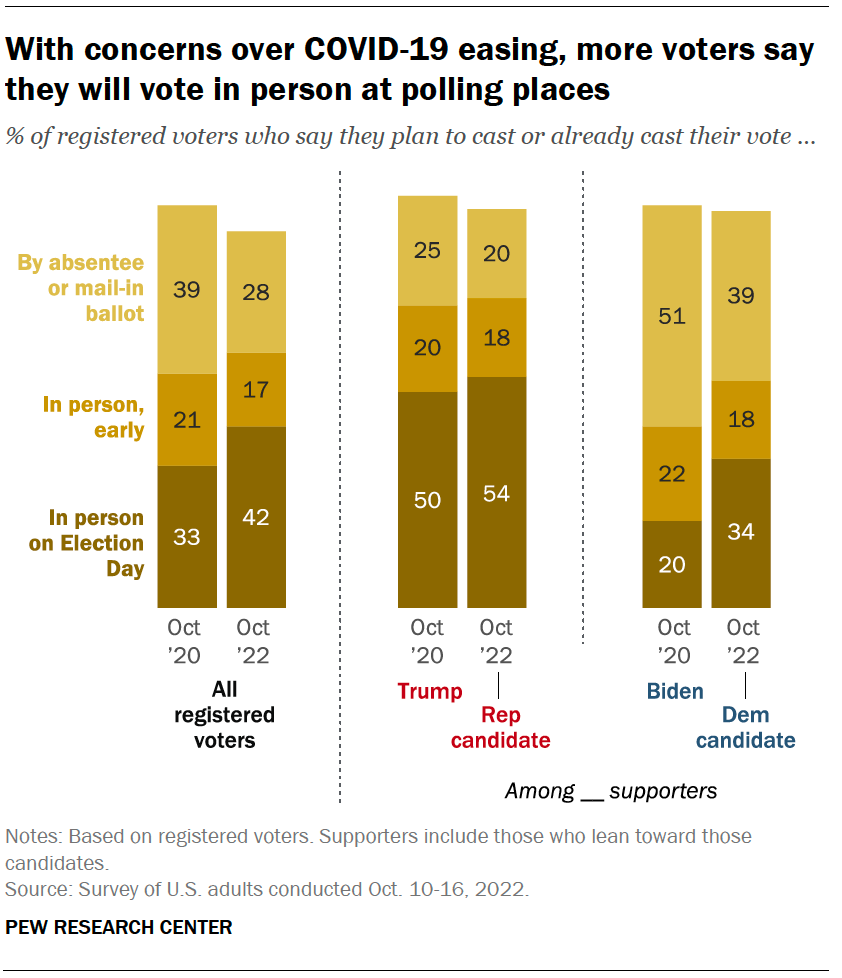 With concerns over COVID-19 easing, more voters say
they will vote in person at polling places
% of registered voters who say they plan to cast or already cast their vote ...
By absentee
or mail-in
ballot
In person,
early
In person
on Election
Day
39
28
21
17
33
42
25
20
20
18
50
54
51
39
22
18
20
34
Oct
’20
Oct
’22
Oct
’20
Oct
’22
Oct
’20
Oct
’22
All
registered
voters
Trump
Rep
candidate
Biden
Dem
candidate
Among __ supporters
Notes: Based on registered voters. Supporters include those who lean toward those
candidates.
Source: Survey of U.S. adults conducted Oct. 10-16, 2022.
PEW RESEARCH CENTER